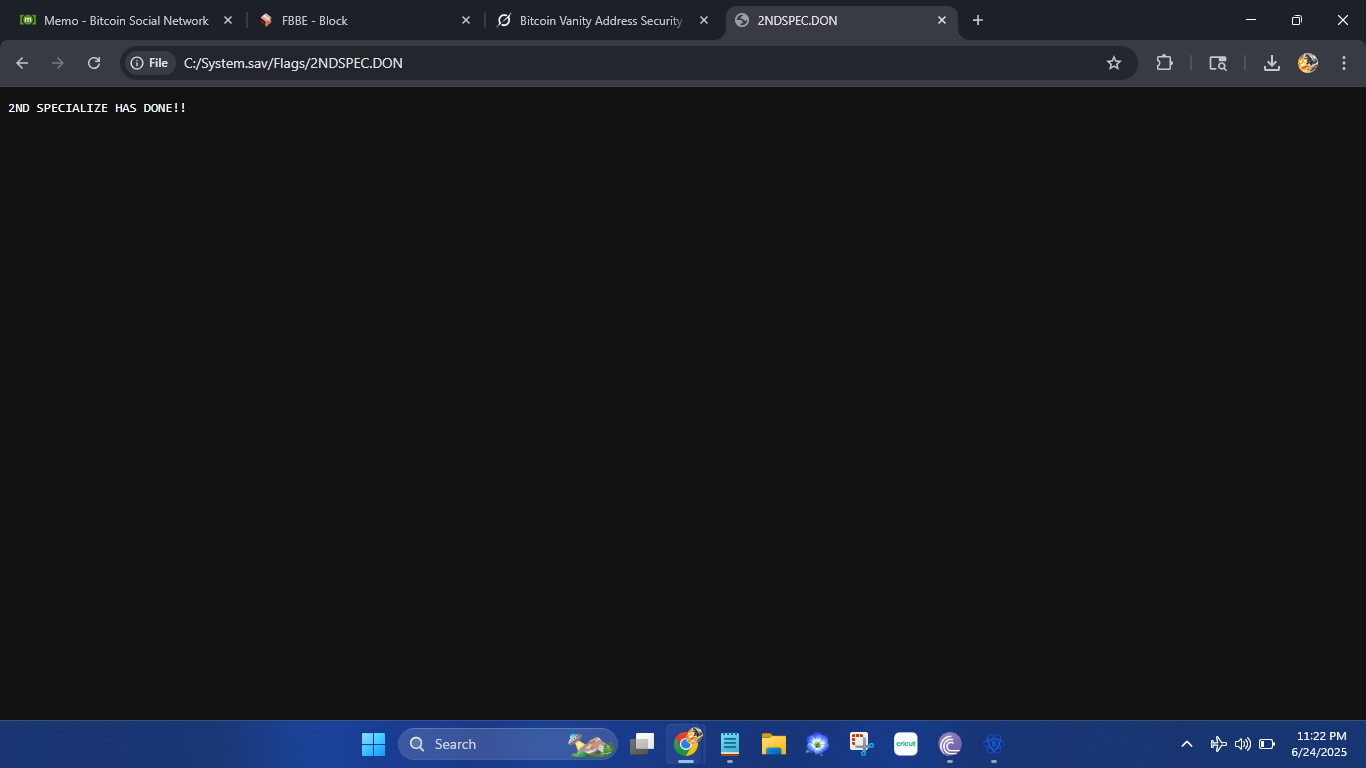 Memo - Bitcoin Social Network
FBBE - Block
Bitcoin Vanity Address Security
2NDSPEC.DON
File
C:/System.sav/Flags/2NDSPEC.DON
2ND SPECIALIZE HAS DONE!!
Search
cricut
11:22 PM
6/24/2025